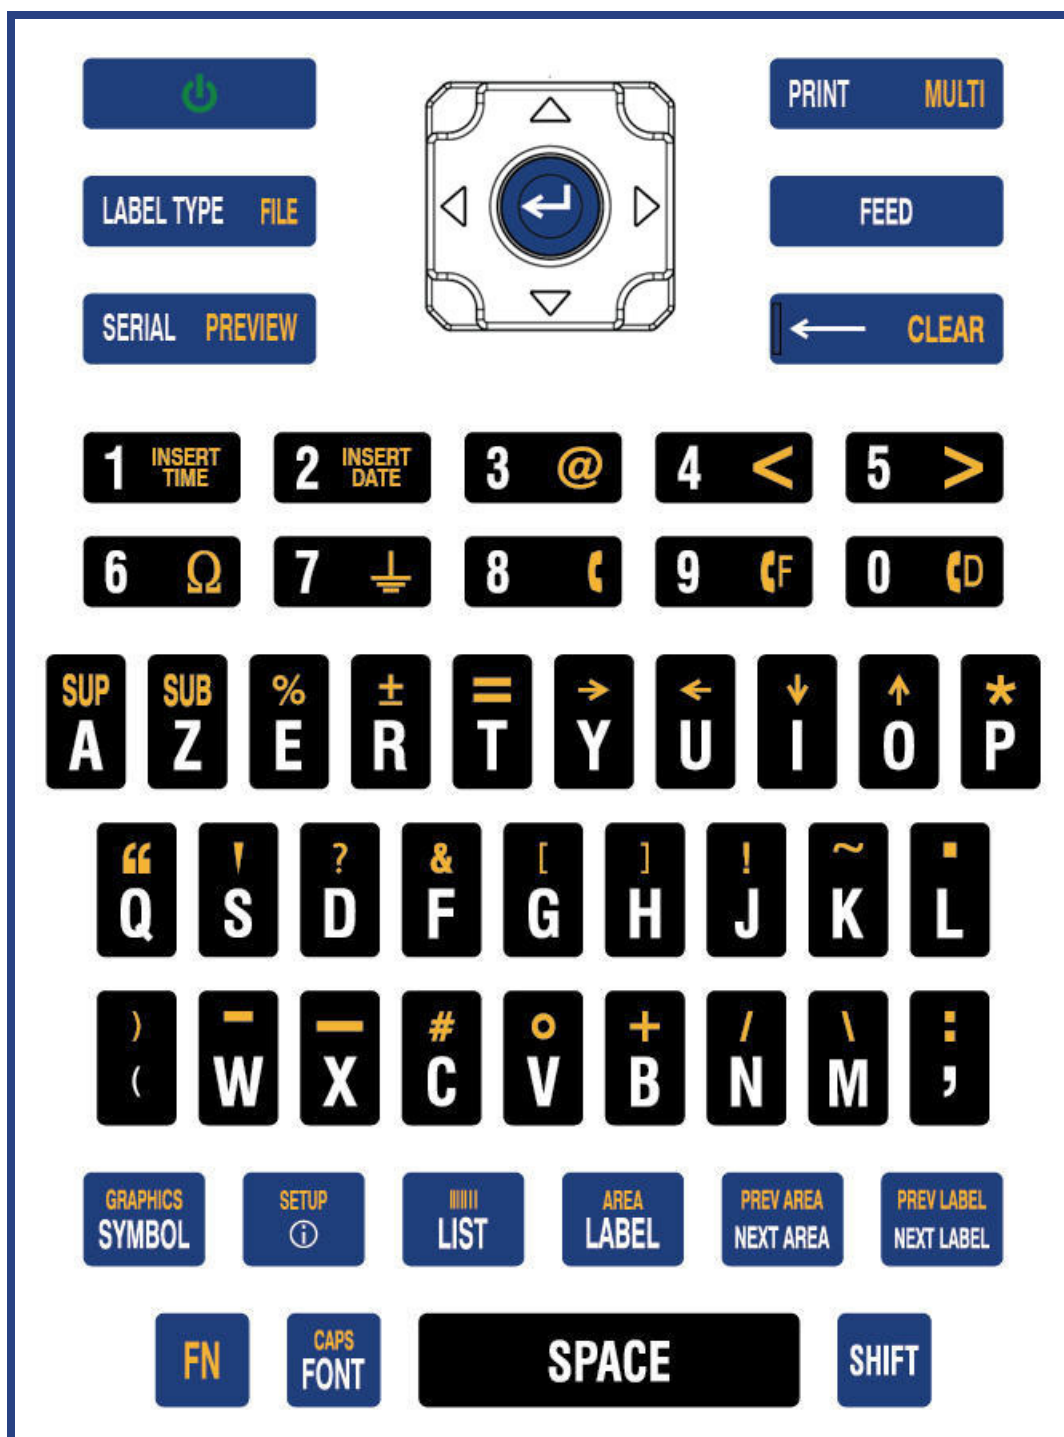 PRINT MULTI
LABEL TYPE FILE
FEED
SERIAL PREVIEW
← CLEAR
1 INSERT TIME 2 INSERT DATE 3 @ 4 < 5 >
6 Ω 7 ⏚ 8 9 F 0 D
SUP SUB % ± = → ← ↓ ↑ *
A Z E R T Y U I O P
“ ' ? & [ ] ! ~ .
Q S D F G H J K L
) - — # ° + / \ :
( W X C V B N M ,
GRAPHICS SETUP AREA PREV AREA PREV LABEL
SYMBOL ⓘ LIST LABEL NEXT AREA NEXT LABEL
CAPS
FN FONT SPACE SHIFT